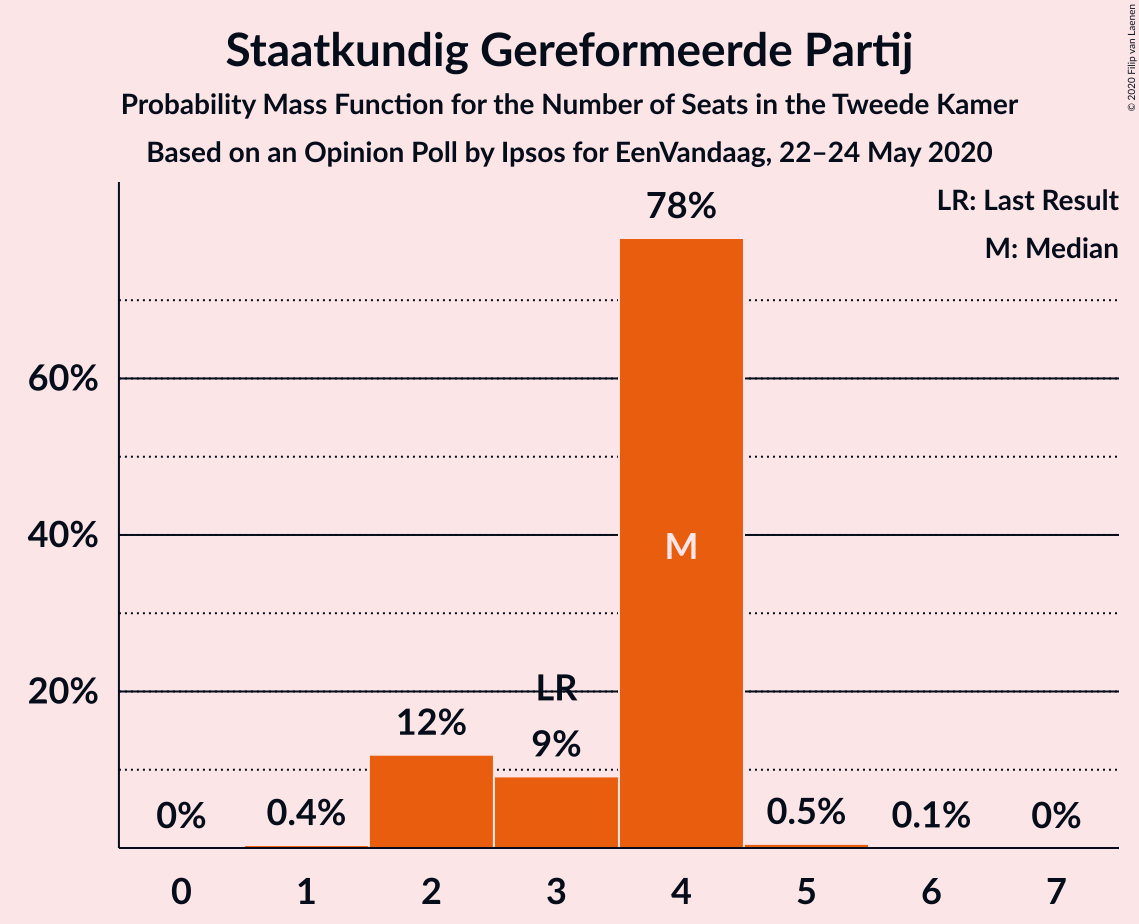 Staatkundig Gereformeerde Partij
Probability Mass Function for the Number of Seats in the Tweede Kamer
Based on an Opinion Poll by Ipsos for EenVandaag, 22–24 May 2020
© 2020 Filip van Laenen
LR: Last Result
M: Median
78%
60%
40%
M
20%
LR
12%
9%
0%
0.4%
0.5%
0.1%
0%
0 1 2 3 4 5 6 7